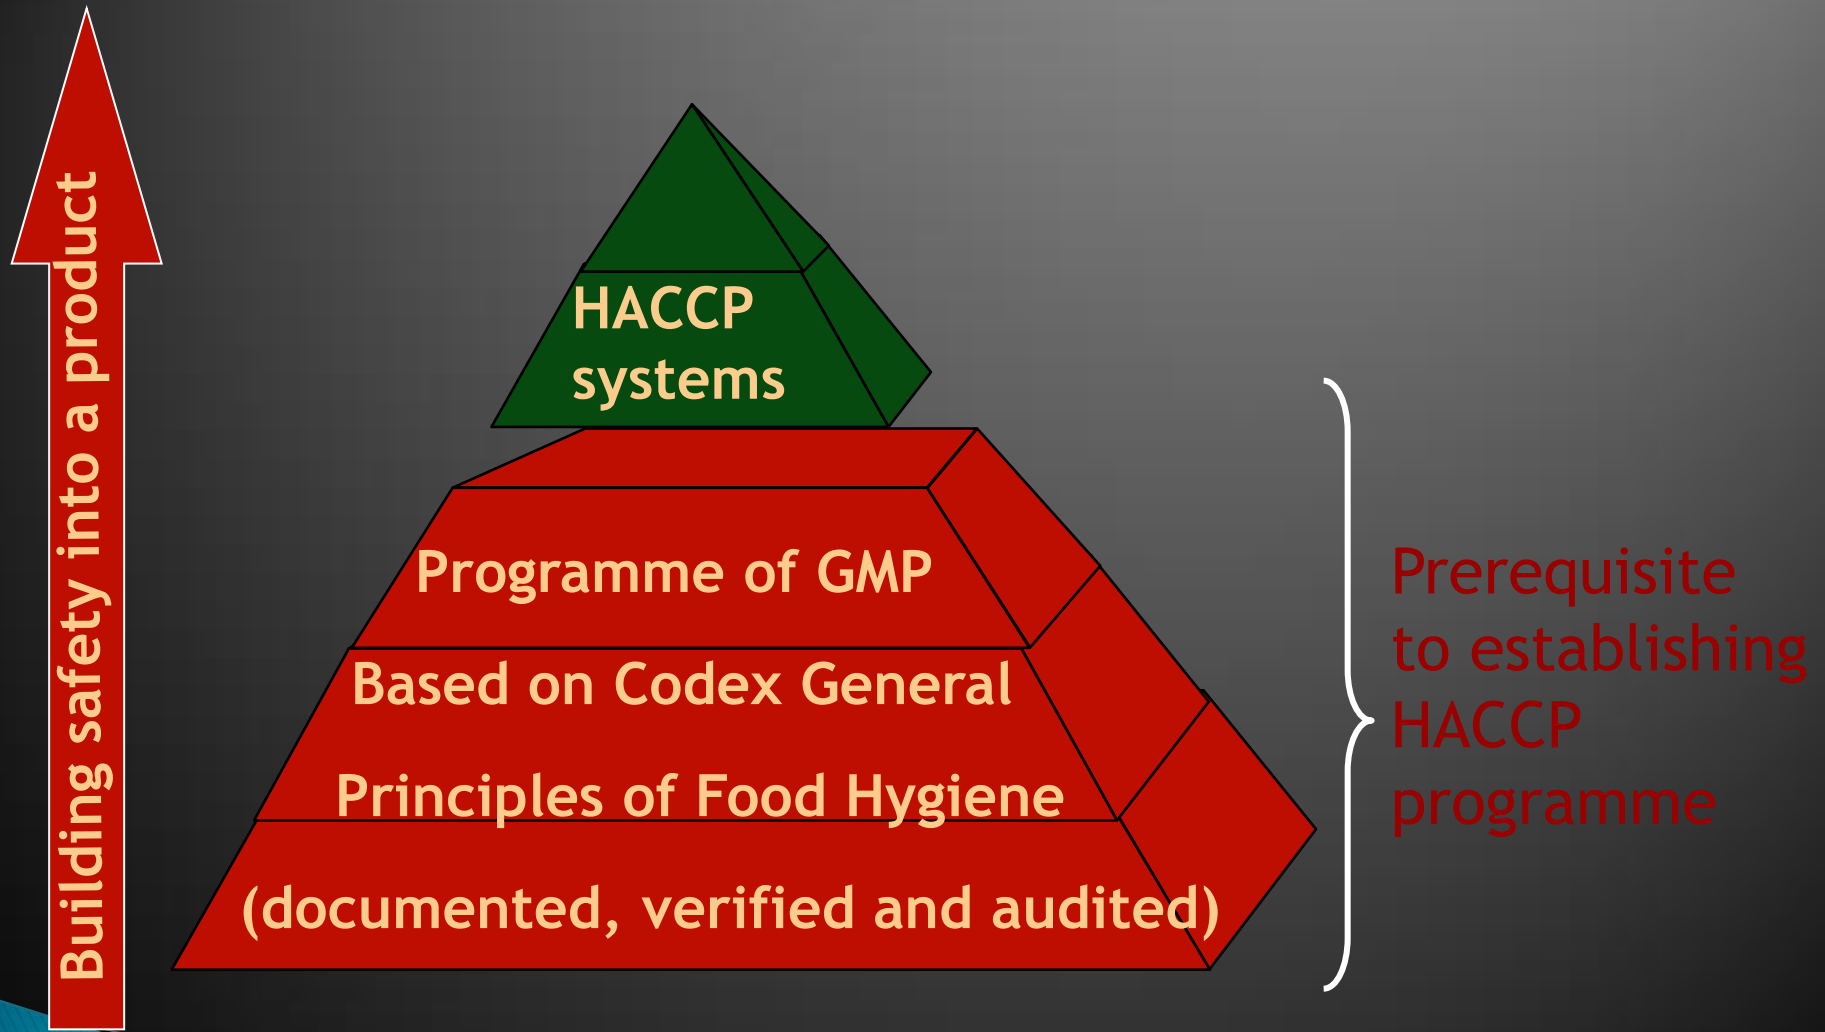 Building safety into a product
HACCP
systems
Programme of GMP
Based on Codex General
Principles of Food Hygiene
(documented, verified and audited)
Prerequisite
to establishing
HACCP
programme